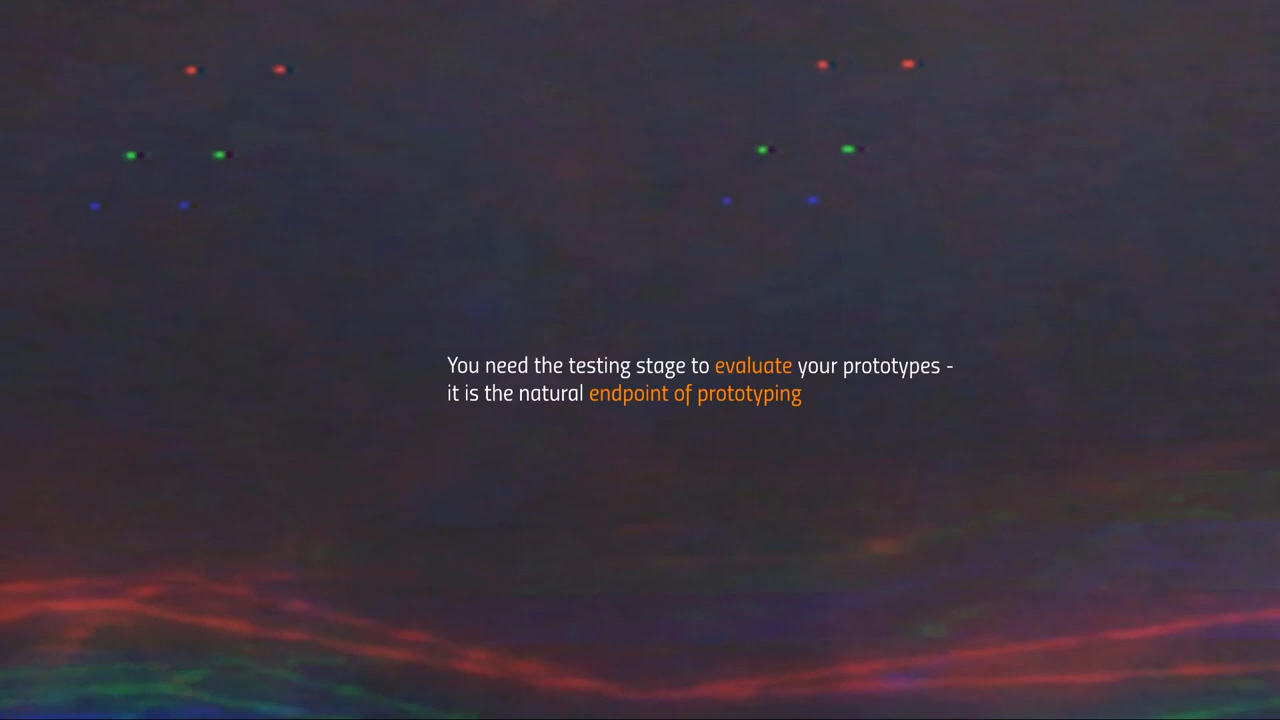 You need the testing stage to evaluate your prototypes -
it is the natural endpoint of prototyping